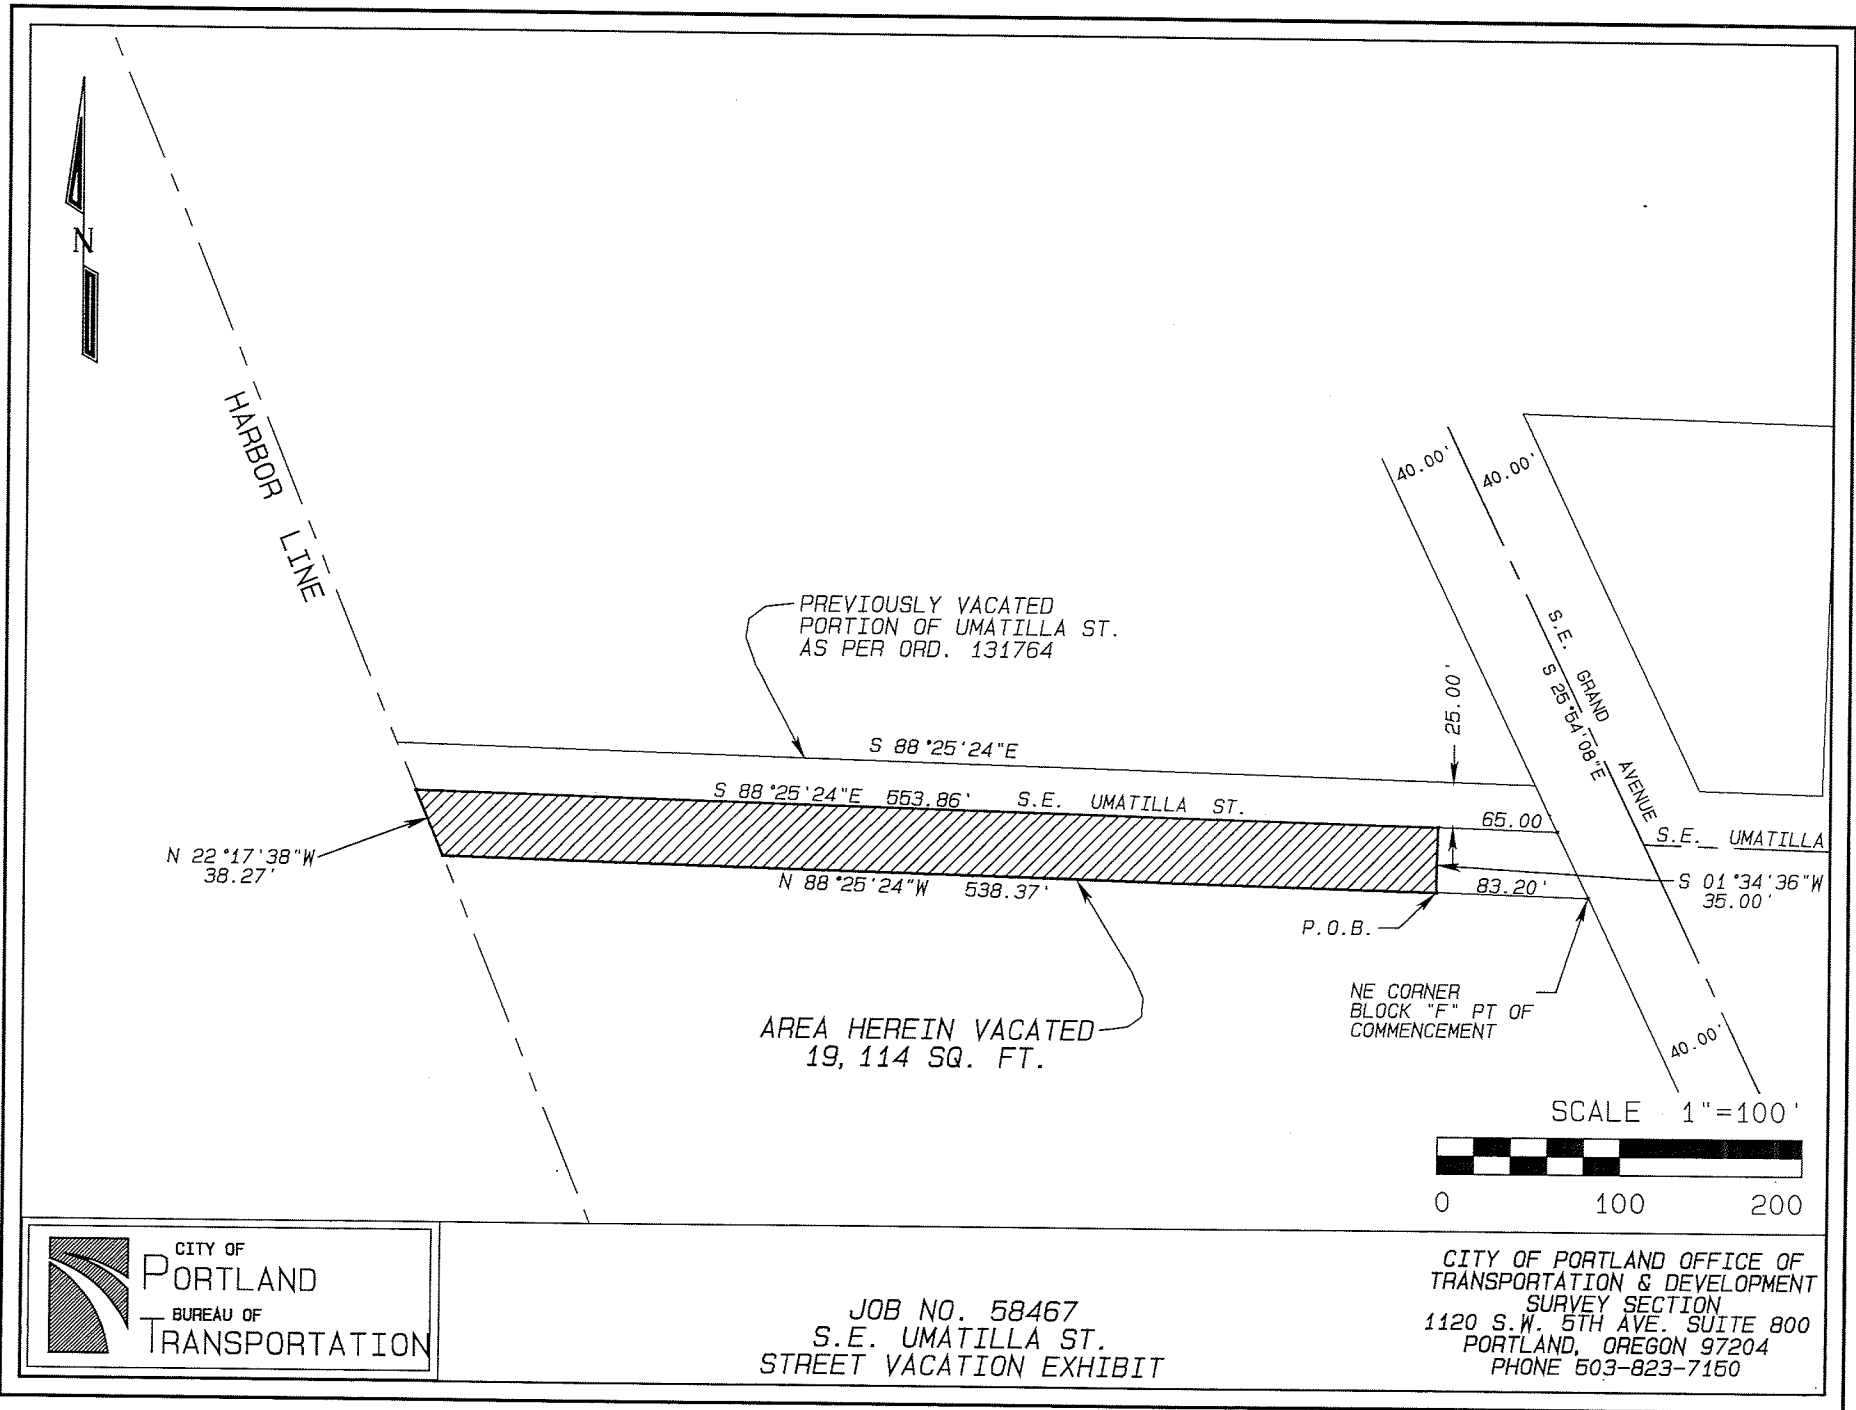 N
HARBOR LINE
40.00'
40.00'
S.E. GRAND AVENUE
S 25°54'08"E
PREVIOUSLY VACATED
PORTION OF UMATILLA ST.
AS PER ORD. 131764
25.00'
S 88°25'24"E
S 88°25'24"E 553.86' S.E. UMATILLA ST.
65.00
S.E. UMATILLA
N 22°17'38"W
38.27'
N 88°25'24"W 538.37'
83.20'
S 01°34'36"W
35.00'
P.O.B.
NE CORNER
BLOCK "F" PT OF
COMMENCEMENT
40.00'
AREA HEREIN VACATED
19,114 SQ. FT.
SCALE 1"=100'
0 100 200
CITY OF
PORTLAND
BUREAU OF
TRANSPORTATION
JOB NO. 58467
S.E. UMATILLA ST.
STREET VACATION EXHIBIT
CITY OF PORTLAND OFFICE OF
TRANSPORTATION & DEVELOPMENT
SURVEY SECTION
1120 S.W. 5TH AVE. SUITE 800
PORTLAND, OREGON 97204
PHONE 503-823-7150